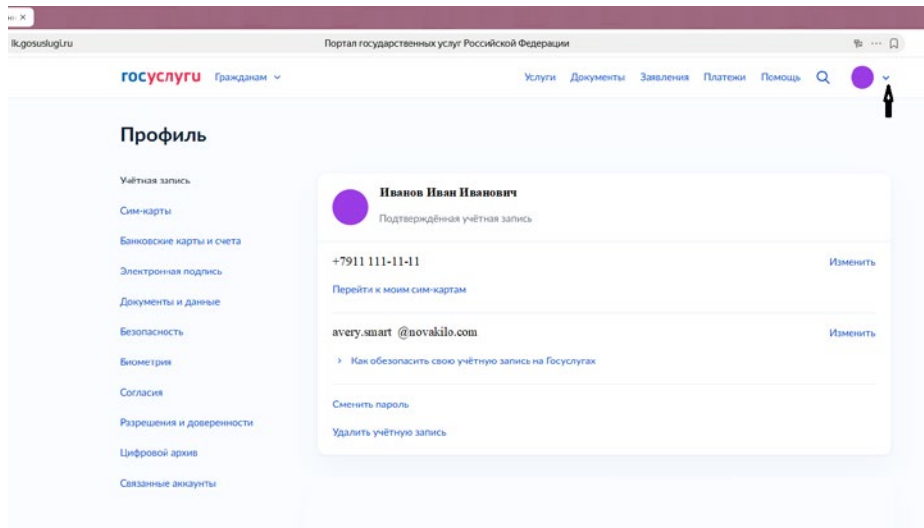 lk.gosuslugi.ru Портал государственных услуг Российской Федерации
госуслуги Гражданам Услуги Документы Заявления Платежи Помощь
Профиль
Учётная запись
Сим-карты
Банковские карты и счета
Электронная подпись
Документы и данные
Безопасность
Биометрия
Согласия
Разрешения и доверенности
Цифровой архив
Связанные аккаунты
Иванов Иван Иванович
Подтверждённая учётная запись
+7911 111-11-11 Изменить
Перейти к моим сим-картам
avery.smart @novakilo.com Изменить
Как обезопасить свою учётную запись на Госуслугах
Сменить пароль
Удалить учётную запись